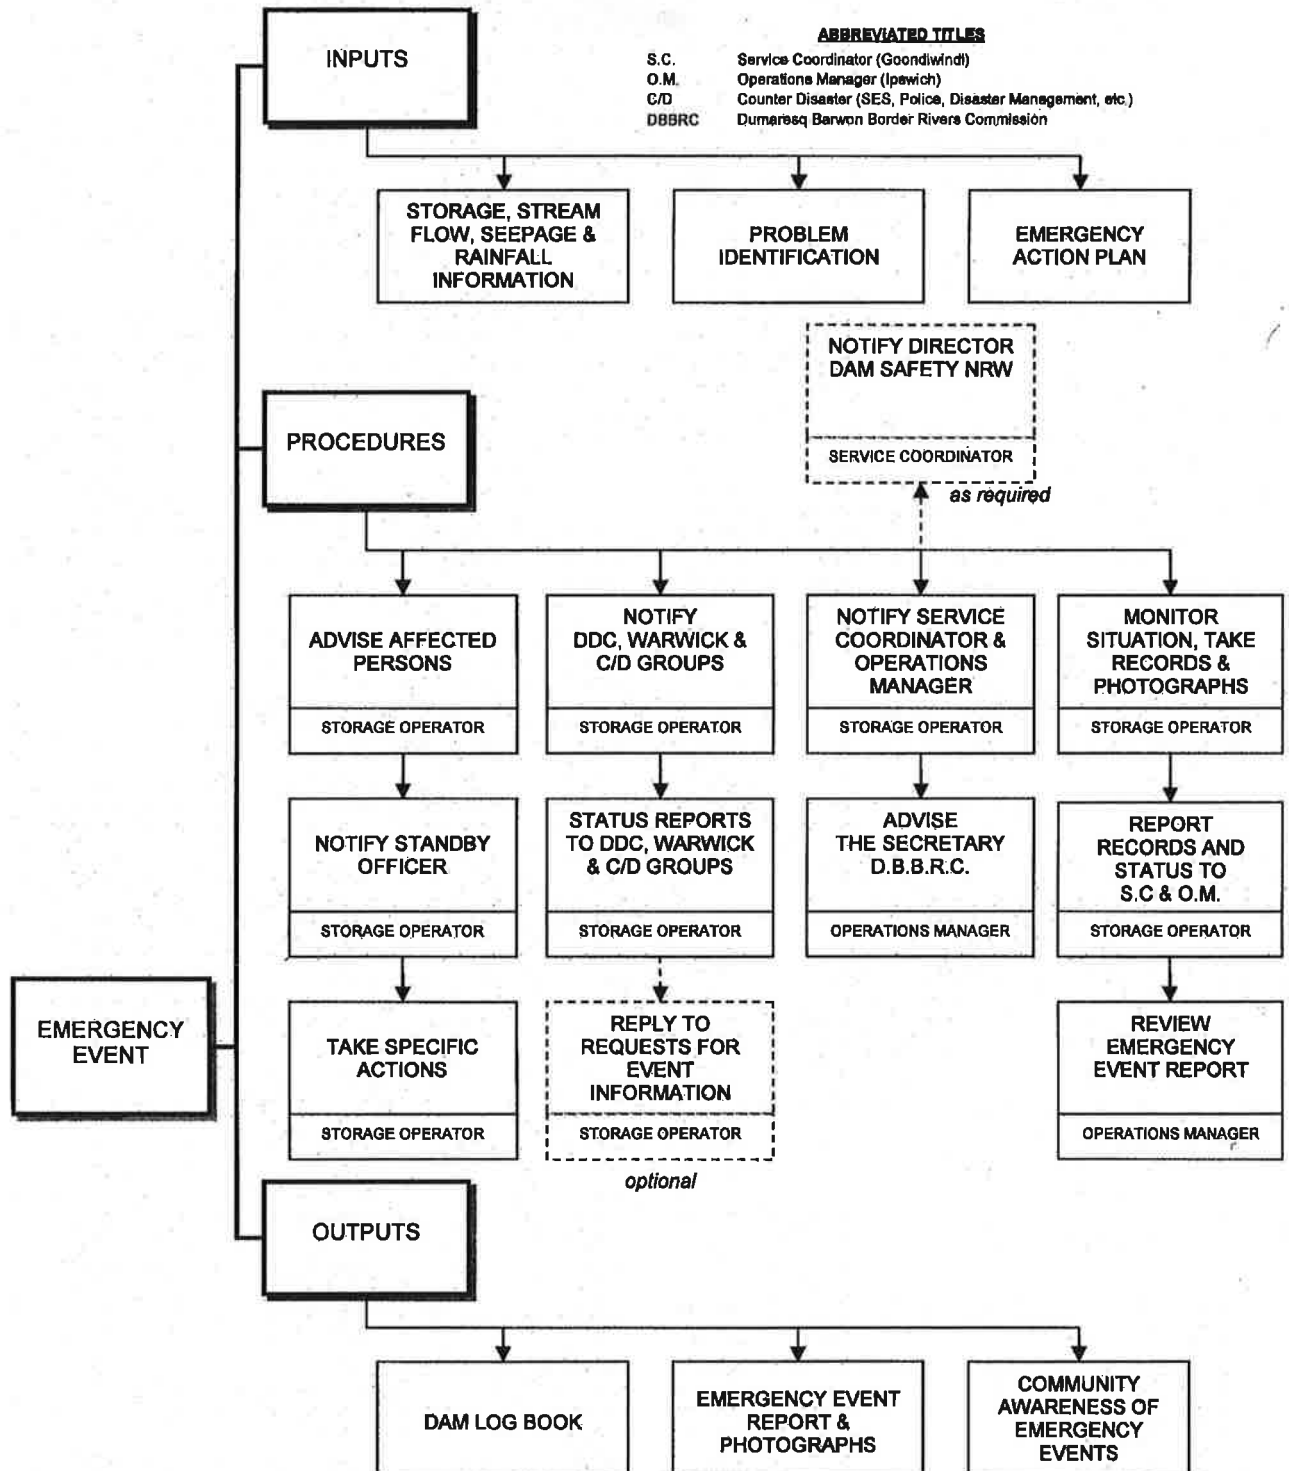 INPUTS
ABBREVIATED TITLES
S.C. Service Coordinator (Goondiwindi)
O.M. Operations Manager (Ipswich)
C/D Counter Disaster (SES, Police, Disaster Management, etc.)
DBBRC Dumaresq Barwon Border Rivers Commission
STORAGE, STREAM
FLOW, SEEPAGE &
RAINFALL
INFORMATION
PROBLEM
IDENTIFICATION
EMERGENCY
ACTION PLAN
NOTIFY DIRECTOR
DAM SAFETY NRW
SERVICE COORDINATOR
as required
PROCEDURES
ADVISE AFFECTED
PERSONS
STORAGE OPERATOR
NOTIFY
DDC, WARWICK &
C/D GROUPS
STORAGE OPERATOR
NOTIFY SERVICE
COORDINATOR &
OPERATIONS
MANAGER
STORAGE OPERATOR
MONITOR
SITUATION, TAKE
RECORDS &
PHOTOGRAPHS
STORAGE OPERATOR
NOTIFY STANDBY
OFFICER
STORAGE OPERATOR
STATUS REPORTS
TO DDC, WARWICK
& C/D GROUPS
STORAGE OPERATOR
ADVISE
THE SECRETARY
D.B.B.R.C.
OPERATIONS MANAGER
REPORT
RECORDS AND
STATUS TO
S.C & O.M.
STORAGE OPERATOR
EMERGENCY
EVENT
TAKE SPECIFIC
ACTIONS
STORAGE OPERATOR
REPLY TO
REQUESTS FOR
EVENT
INFORMATION
STORAGE OPERATOR
optional
REVIEW
EMERGENCY
EVENT REPORT
OPERATIONS MANAGER
OUTPUTS
DAM LOG BOOK
EMERGENCY EVENT
REPORT &
PHOTOGRAPHS
COMMUNITY
AWARENESS OF
EMERGENCY
EVENTS